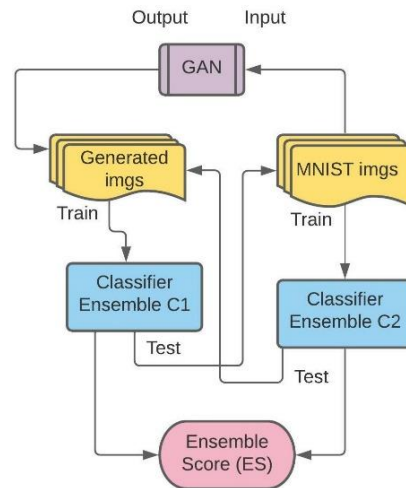 Output Input
GAN
Generated
imgs
MNIST imgs
Train
Train
Classifier
Ensemble C1
Classifier
Ensemble C2
Test
Test
Ensemble
Score (ES)